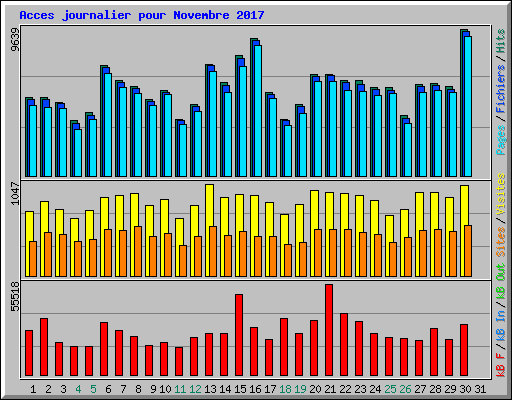 Acces journalier pour Novembre 2017
9639
Pages / Fichiers / Hits
1047
Sites / Visites
55518
kB F / kB In / kB Out
1 2 3 4 5 6 7 8 9 10 11 12 13 14 15 16 17 18 19 20 21 22 23 24 25 26 27 28 29 30 31